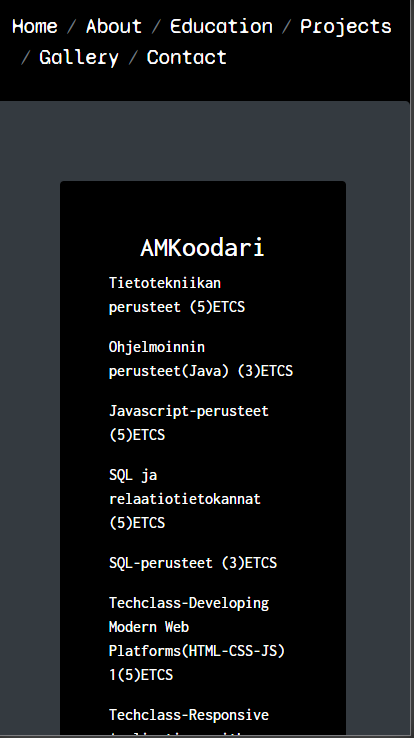 Home / About / Education / Projects
/ Gallery / Contact
AMKoodari
Tietotekniikan
perusteet (5)ETCS
Ohjelmoinnin
perusteet(Java) (3)ETCS
Javascript-perusteet
(5)ETCS
SQL ja
relaatiotietokannat
(5)ETCS
SQL-perusteet (3)ETCS
Techclass-Developing
Modern Web
Platforms(HTML-CSS-JS)
1(5)ETCS
Techclass-Responsive